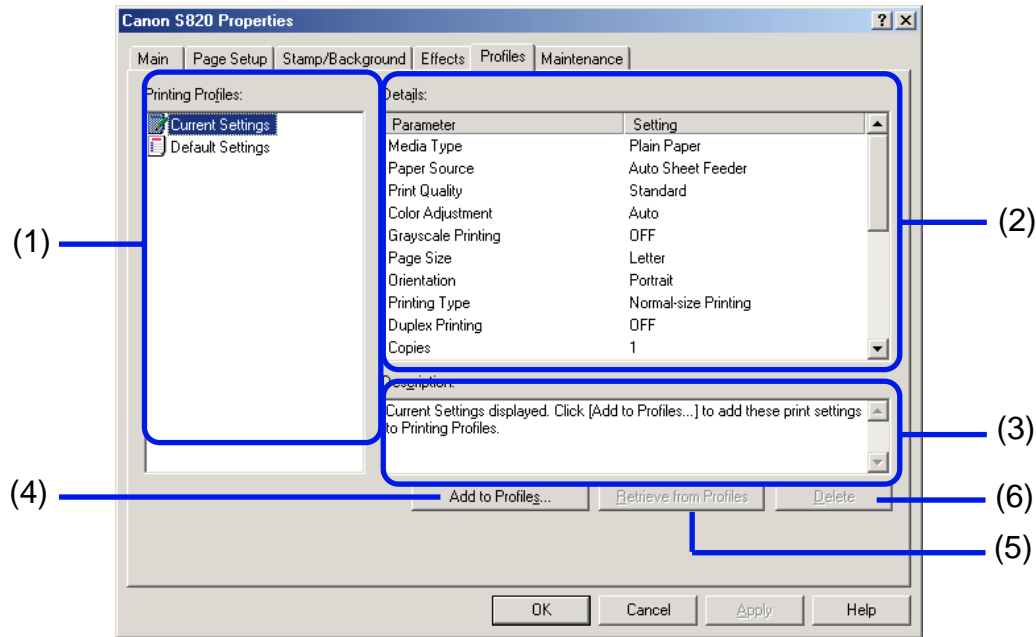 Canon S820 Properties
Main Page Setup Stamp/Background Effects Profiles Maintenance
Printing Profiles:
Current Settings
Default Settings
Details:
Parameter Setting
Media Type Plain Paper
Paper Source Auto Sheet Feeder
Print Quality Standard
Color Adjustment Auto
Grayscale Printing OFF
Page Size Letter
Orientation Portrait
Printing Type Normal-size Printing
Duplex Printing OFF
Copies 1
Description:
Current Settings displayed. Click [Add to Profiles...] to add these print settings
to Printing Profiles.
Add to Profiles... Retrieve from Profiles Delete
OK Cancel Apply Help
(1)
(2)
(3)
(4)
(6)
(5)